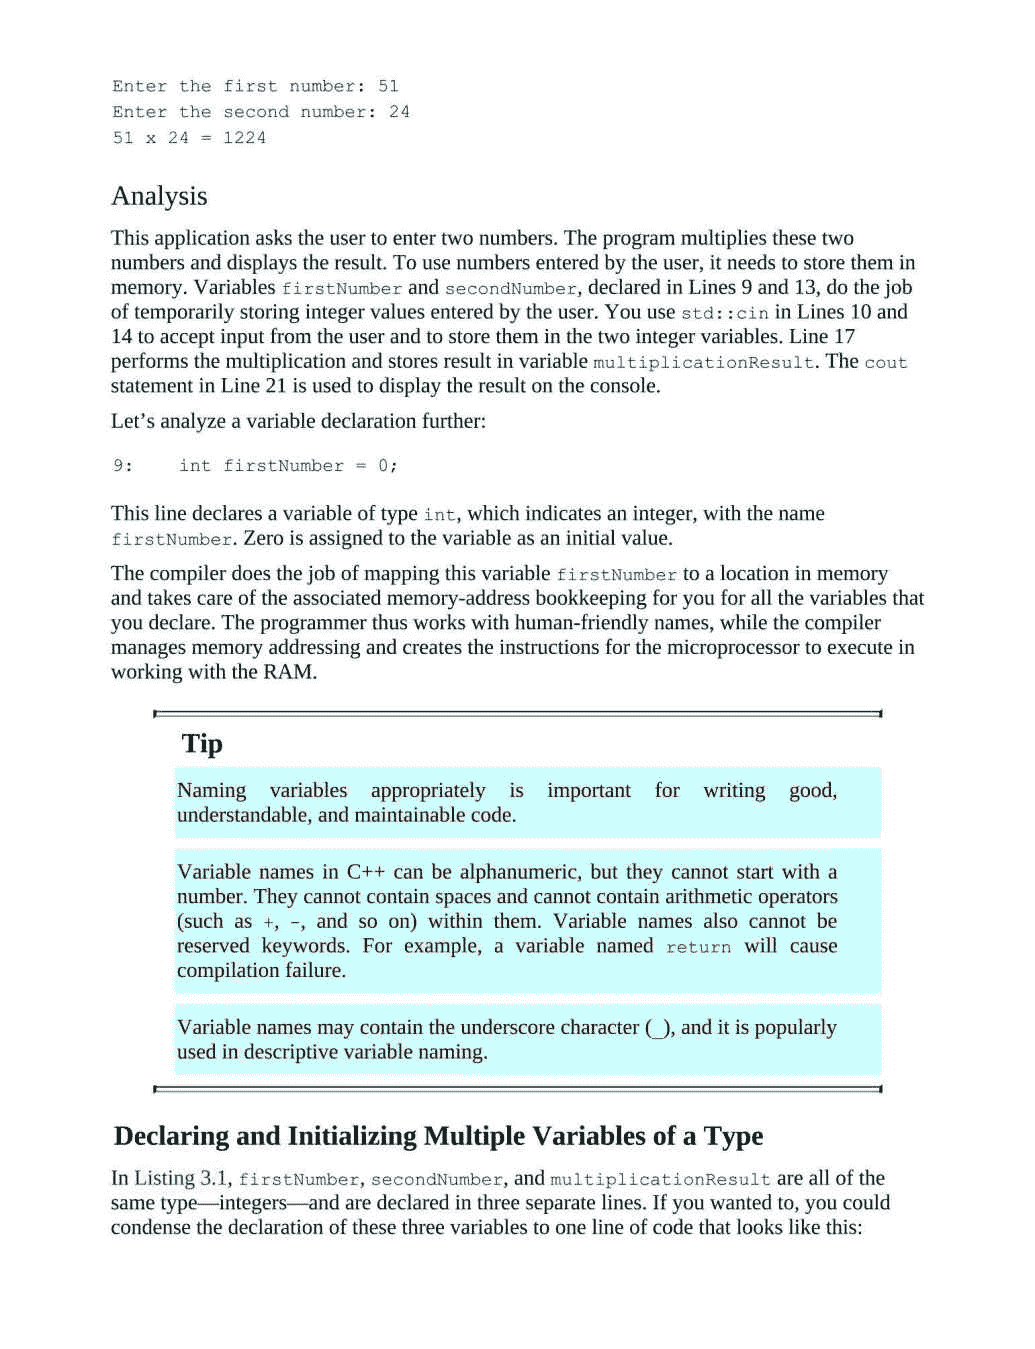 Enter the first number: 51
Enter the second number: 24
51 x 24 = 1224
Analysis
This application asks the user to enter two numbers. The program multiplies these two
numbers and displays the result. To use numbers entered by the user, it needs to store them in
memory. Variables firstNumber and secondNumber, declared in Lines 9 and 13, do the job
of temporarily storing integer values entered by the user. You use std::cin in Lines 10 and
14 to accept input from the user and to store them in the two integer variables. Line 17
performs the multiplication and stores result in variable multiplicationResult. The cout
statement in Line 21 is used to display the result on the console.
Let’s analyze a variable declaration further:
9:    int firstNumber = 0;
This line declares a variable of type int, which indicates an integer, with the name
firstNumber. Zero is assigned to the variable as an initial value.
The compiler does the job of mapping this variable firstNumber to a location in memory
and takes care of the associated memory-address bookkeeping for you for all the variables that
you declare. The programmer thus works with human-friendly names, while the compiler
manages memory addressing and creates the instructions for the microprocessor to execute in
working with the RAM.
Tip
Naming variables appropriately is important for writing good,
understandable, and maintainable code.
Variable names in C++ can be alphanumeric, but they cannot start with a
number. They cannot contain spaces and cannot contain arithmetic operators
(such as +, –, and so on) within them. Variable names also cannot be
reserved keywords. For example, a variable named return will cause
compilation failure.
Variable names may contain the underscore character (_), and it is popularly
used in descriptive variable naming.
Declaring and Initializing Multiple Variables of a Type
In Listing 3.1, firstNumber, secondNumber, and multiplicationResult are all of the
same type—integers—and are declared in three separate lines. If you wanted to, you could
condense the declaration of these three variables to one line of code that looks like this: